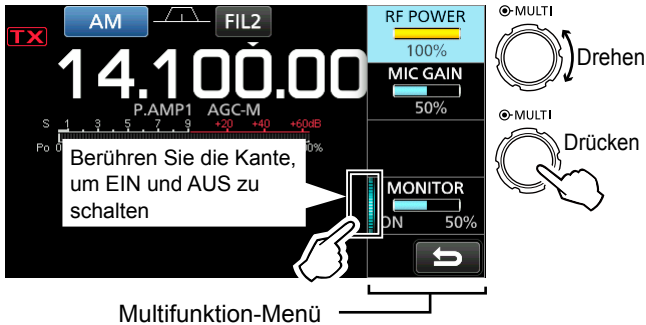 TX
AM
FIL2
14.100.00
P.AMP1 AGC-M
S 1 3 5 7 9 +20 +40 +60dB
Po 0
%
Berühren Sie die Kante,
um EIN und AUS zu
schalten
RF POWER
100%
MIC GAIN
50%
MONITOR
ON 50%
MULTI
Drehen
MULTI
Drücken
Multifunktion-Menü